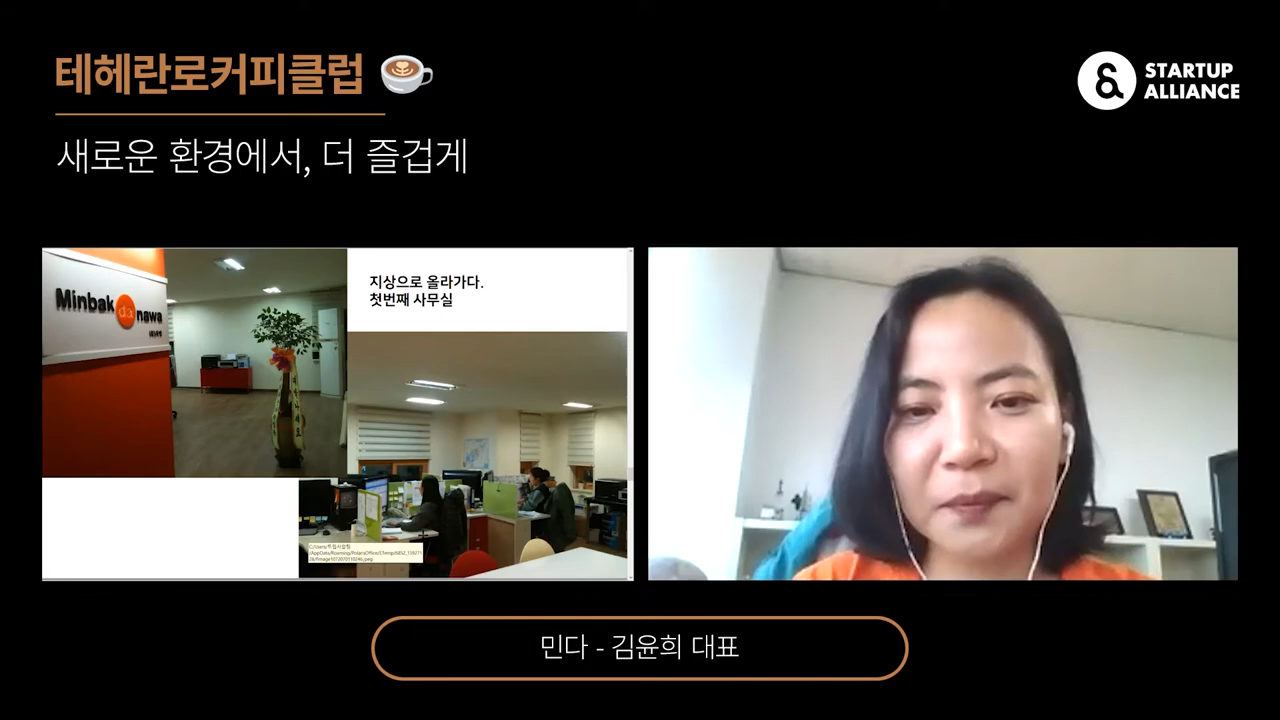 테헤란로커피클럽
STARTUP
ALLIANCE
새로운 환경에서, 더 즐겁게
Minbak da nawa
지상으로 올라가다.
첫번째 사무실
민다 - 김윤희 대표